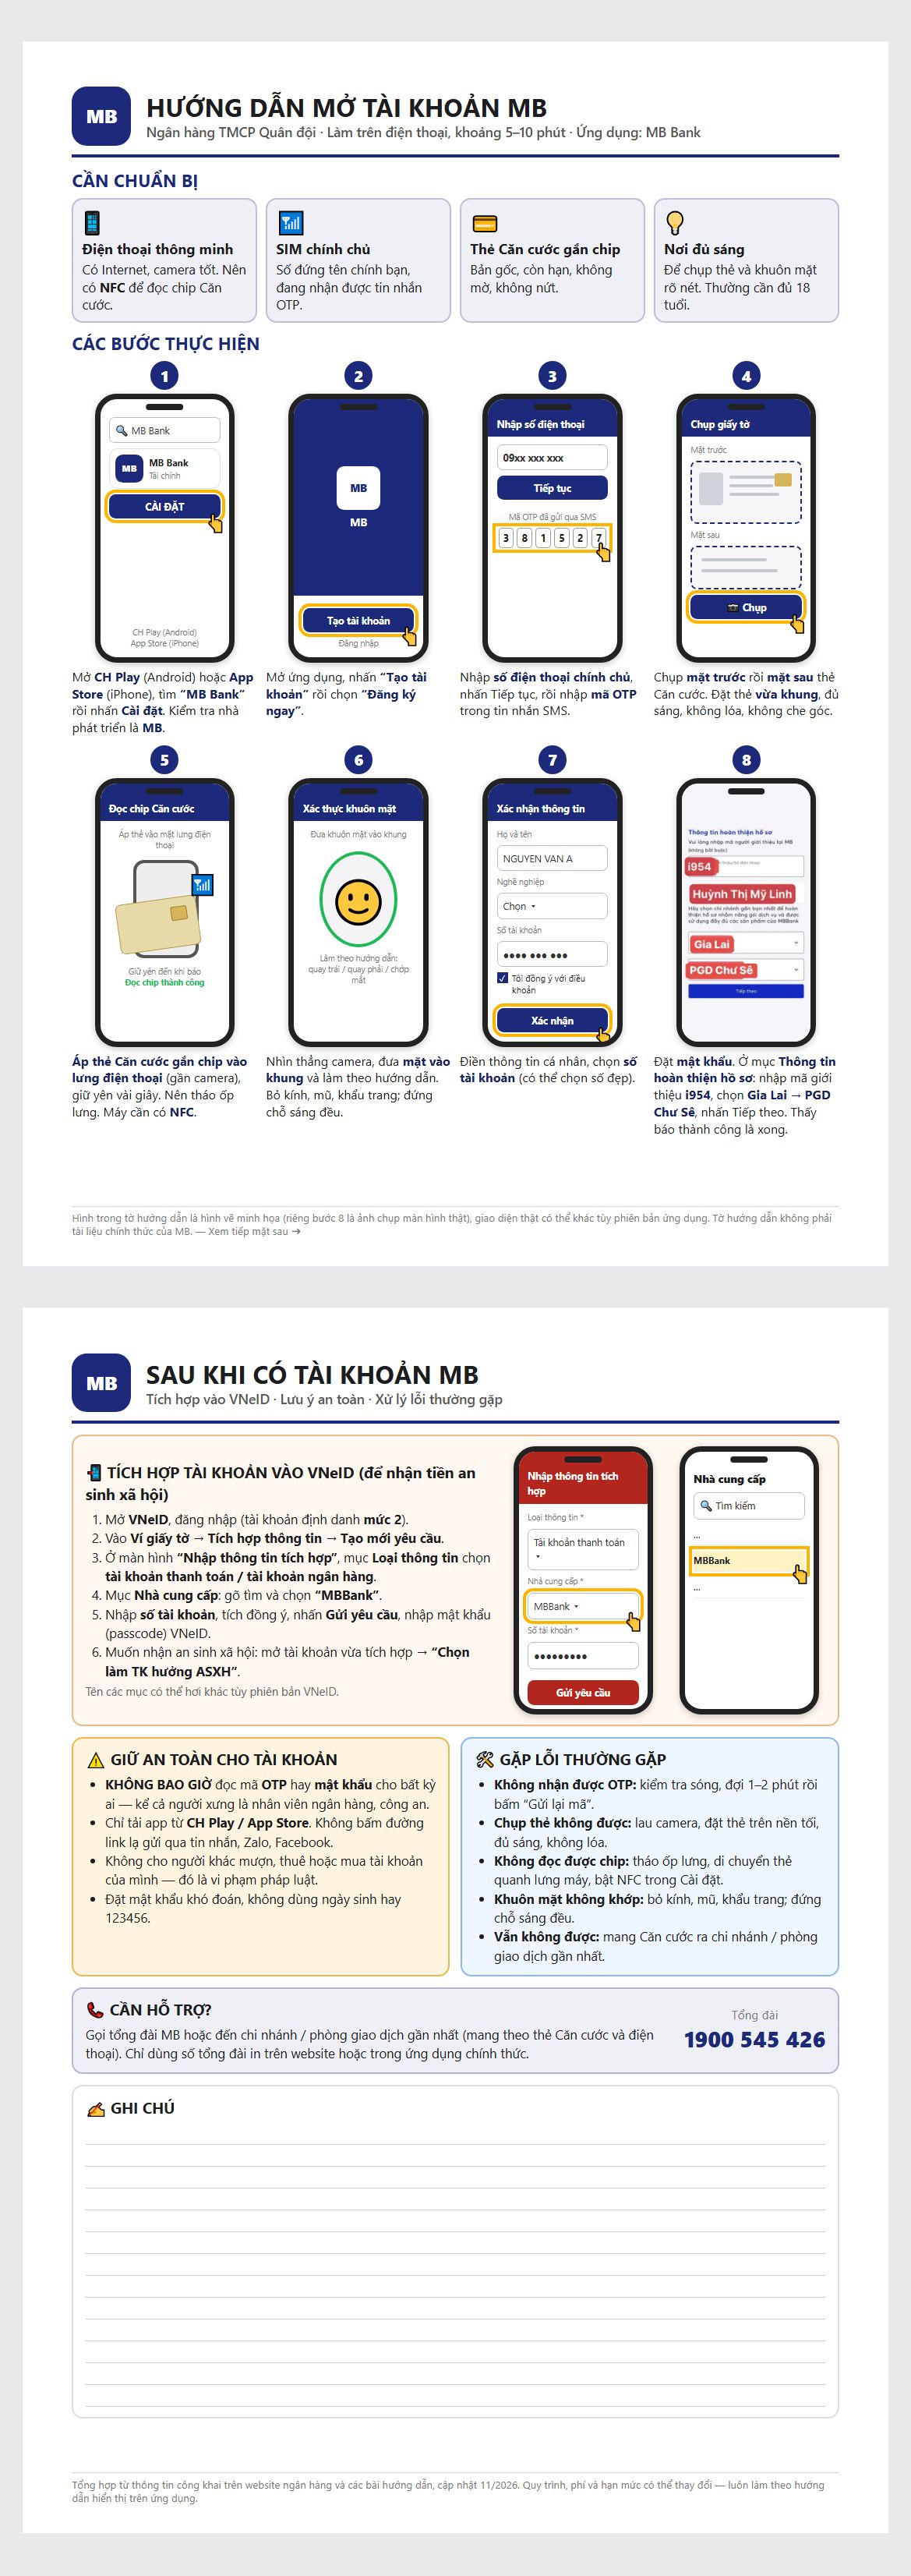 MB
HƯỚNG DẪN MỞ TÀI KHOẢN MB
Ngân hàng TMCP Quân đội · Làm trên điện thoại, khoảng 5–10 phút · Ứng dụng: MB Bank
CẦN CHUẨN BỊ
Điện thoại thông minh
Có Internet, camera tốt. Nên
có NFC để đọc chip Căn
cước.
SIM chính chủ
Số đứng tên chính bạn,
đang nhận được tin nhắn
OTP.
Thẻ Căn cước gắn chip
Bản gốc, còn hạn, không
mờ, không nứt.
Nơi đủ sáng
Để chụp thẻ và khuôn mặt
rõ nét. Thường cần đủ 18
tuổi.
CÁC BƯỚC THỰC HIỆN
1
MB Bank
MB
MB Bank
Tài chính
CÀI ĐẶT
CH Play (Android)
App Store (iPhone)
Mở CH Play (Android) hoặc App
Store (iPhone), tìm “MB Bank”
rồi nhấn Cài đặt. Kiểm tra nhà
phát triển là MB.
2
MB
MB
Tạo tài khoản
Đăng nhập
Mở ứng dụng, nhấn “Tạo tài
khoản” rồi chọn “Đăng ký
ngay”.
3
Nhập số điện thoại
09xx xxx xxx
Tiếp tục
Mã OTP đã gửi qua SMS
3 8 1 5 2 7
Nhập số điện thoại chính chủ,
nhấn Tiếp tục, rồi nhập mã OTP
trong tin nhắn SMS.
4
Chụp giấy tờ
Mặt trước
Mặt sau
Chụp
Chụp mặt trước rồi mặt sau thẻ
Căn cước. Đặt thẻ vừa khung, đủ
sáng, không lóa, không che góc.
5
Đọc chip Căn cước
Áp thẻ vào mặt lưng điện
thoại
Giữ yên đến khi báo
Đọc chip thành công
Áp thẻ Căn cước gắn chip vào
lưng điện thoại (gần camera),
giữ yên vài giây. Nên tháo ốp
lưng. Máy cần có NFC.
6
Xác thực khuôn mặt
Đưa khuôn mặt vào khung
Làm theo hướng dẫn:
quay trái / quay phải / chớp
mắt
Nhìn thẳng camera, đưa mặt vào
khung và làm theo hướng dẫn.
Bỏ kính, mũ, khẩu trang; đứng
chỗ sáng đều.
7
Xác nhận thông tin
Họ và tên
NGUYEN VAN A
Nghề nghiệp
Chọn
Số tài khoản
Tôi đồng ý với điều
khoản
Xác nhận
Điền thông tin cá nhân, chọn số
tài khoản (có thể chọn số đẹp).
8
Thông tin hoàn thiện hồ sơ
Vui lòng nhập mã người giới thiệu tại MB
(không bắt buộc)
i954
Huỳnh Thị Mỹ Linh
Hãy chọn chi nhánh gần bạn nhất để hoàn
thiện hồ sơ nhằm nâng gói dịch vụ và được
sử dụng đầy đủ các sản phẩm của MBBank
Gia Lai
PGD Chư Sê
Tiếp theo
Đặt mật khẩu. Ở mục Thông tin
hoàn thiện hồ sơ: nhập mã giới
thiệu i954, chọn Gia Lai → PGD
Chư Sê, nhấn Tiếp theo. Thấy
báo thành công là xong.
Hình trong tờ hướng dẫn là hình vẽ minh họa (riêng bước 8 là ảnh chụp màn hình thật), giao diện thật có thể khác tùy phiên bản ứng dụng. Tờ hướng dẫn không phải
tài liệu chính thức của MB. — Xem tiếp mặt sau →
MB
SAU KHI CÓ TÀI KHOẢN MB
Tích hợp vào VNeID · Lưu ý an toàn · Xử lý lỗi thường gặp
TÍCH HỢP TÀI KHOẢN VÀO VNeID (để nhận tiền an
sinh xã hội)
1. Mở VNeID, đăng nhập (tài khoản định danh mức 2).
2. Vào Ví giấy tờ → Tích hợp thông tin → Tạo mới yêu cầu.
3. Ở màn hình “Nhập thông tin tích hợp”, mục Loại thông tin chọn
tài khoản thanh toán / tài khoản ngân hàng.
4. Mục Nhà cung cấp: gõ tìm và chọn “MBBank”.
5. Nhập số tài khoản, tích đồng ý, nhấn Gửi yêu cầu, nhập mật khẩu
(passcode) VNeID.
6. Muốn nhận an sinh xã hội: mở tài khoản vừa tích hợp → “Chọn
làm TK hưởng ASXH”.
Tên các mục có thể hơi khác tùy phiên bản VNeID.
Nhập thông tin tích
hợp
Loại thông tin *
Tài khoản thanh toán
Nhà cung cấp *
MBBank
Số tài khoản *
Gửi yêu cầu
Nhà cung cấp
Tìm kiếm
...
MBBank
...
GIỮ AN TOÀN CHO TÀI KHOẢN
• KHÔNG BAO GIỜ đọc mã OTP hay mật khẩu cho bất kỳ
ai — kể cả người xưng là nhân viên ngân hàng, công an.
• Chỉ tải app từ CH Play / App Store. Không bấm đường
link lạ gửi qua tin nhắn, Zalo, Facebook.
• Không cho người khác mượn, thuê hoặc mua tài khoản
của mình — đó là vi phạm pháp luật.
• Đặt mật khẩu khó đoán, không dùng ngày sinh hay
123456.
GẶP LỖI THƯỜNG GẶP
• Không nhận được OTP: kiểm tra sóng, đợi 1–2 phút rồi
bấm “Gửi lại mã”.
• Chụp thẻ không được: lau camera, đặt thẻ trên nền tối,
đủ sáng, không lóa.
• Không đọc được chip: tháo ốp lưng, di chuyển thẻ
quanh lưng máy, bật NFC trong Cài đặt.
• Khuôn mặt không khớp: bỏ kính, mũ, khẩu trang; đứng
chỗ sáng đều.
• Vẫn không được: mang Căn cước ra chi nhánh / phòng
giao dịch gần nhất.
CẦN HỖ TRỢ?
Gọi tổng đài MB hoặc đến chi nhánh / phòng giao dịch gần nhất (mang theo thẻ Căn cước và điện
thoại). Chỉ dùng số tổng đài in trên website hoặc trong ứng dụng chính thức.
Tổng đài
1900 545 426
GHI CHÚ
Tổng hợp từ thông tin công khai trên website ngân hàng và các bài hướng dẫn, cập nhật 11/2026. Quy trình, phí và hạn mức có thể thay đổi — luôn làm theo hướng
dẫn hiển thị trên ứng dụng.